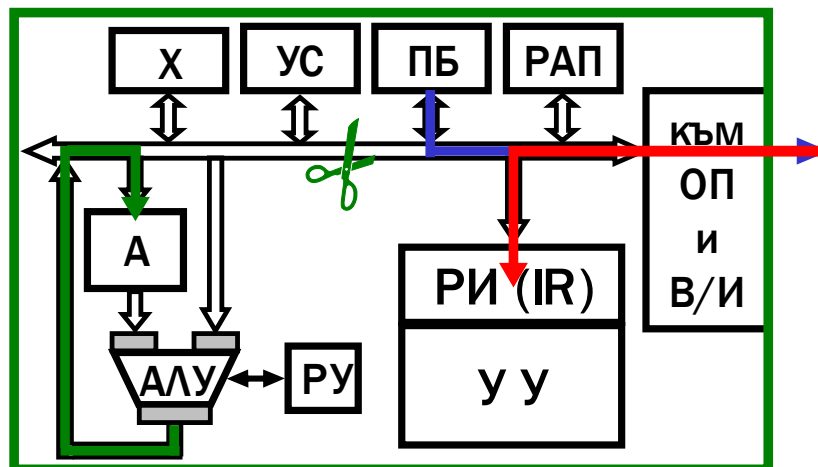 Х
УС
ПБ
РАП
към
ОП
и
В/И
А
РИ (IR)
АЛУ
РУ
У У